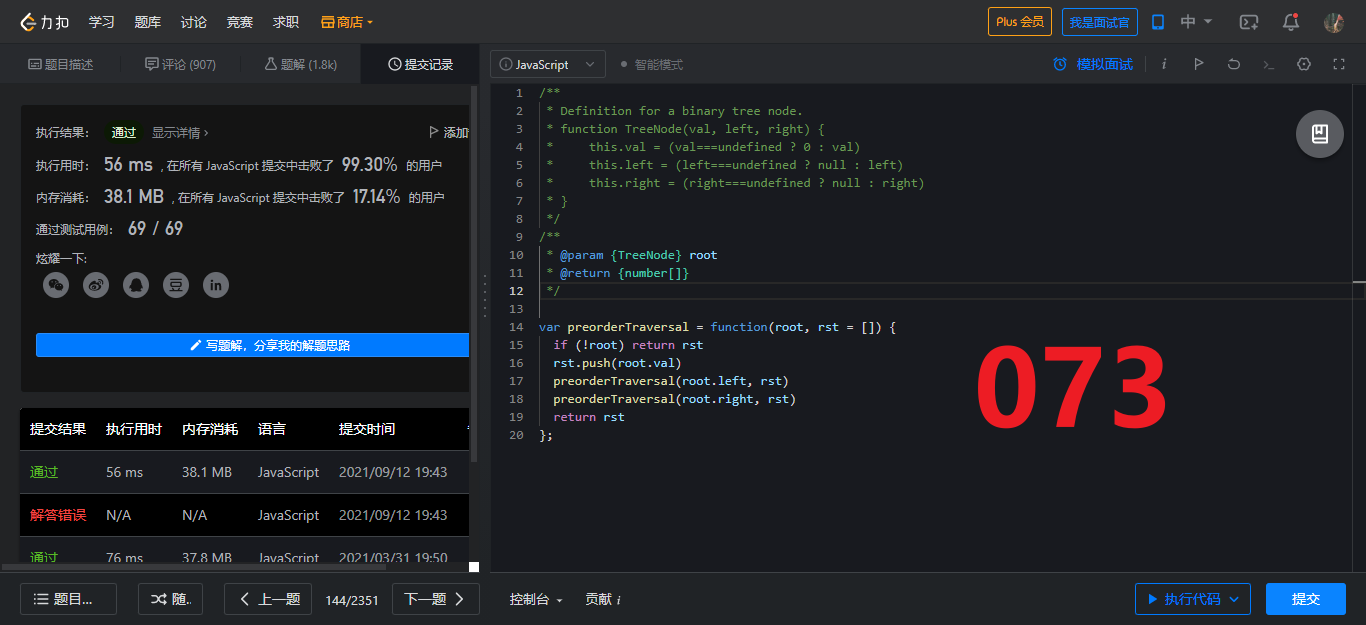 力扣 学习 题库 讨论 竞赛 求职 商店 Plus 会员 我是面试官 中
题目描述 评论 (907) 题解 (1.8k) 提交记录
JavaScript 智能模式 模拟面试 i
执行结果: 通过 显示详情 › 添加
执行用时: 56 ms , 在所有 JavaScript 提交中击败了 99.30% 的用户
内存消耗: 38.1 MB , 在所有 JavaScript 提交中击败了 17.14% 的用户
通过测试用例: 69 / 69
炫耀一下:
豆 in
写题解，分享我的解题思路
提交结果 执行用时 内存消耗 语言 提交时间
通过 56 ms 38.1 MB JavaScript 2021/09/12 19:43
解答错误 N/A N/A JavaScript 2021/09/12 19:43
通过 76 ms 37.8 MB JavaScript 2021/03/31 19:50
1 /**
2  * Definition for a binary tree node.
3  * function TreeNode(val, left, right) {
4  *     this.val = (val===undefined ? 0 : val)
5  *     this.left = (left===undefined ? null : left)
6  *     this.right = (right===undefined ? null : right)
7  * }
8  */
9 /**
10  * @param {TreeNode} root
11  * @return {number[]}
12  */
13
14 var preorderTraversal = function(root, rst = []) {
15   if (!root) return rst
16   rst.push(root.val)
17   preorderTraversal(root.left, rst)
18   preorderTraversal(root.right, rst)
19   return rst
20 };
073
题目... 随.. 上一题 144/2351 下一题 控制台 贡献 i 执行代码 提交